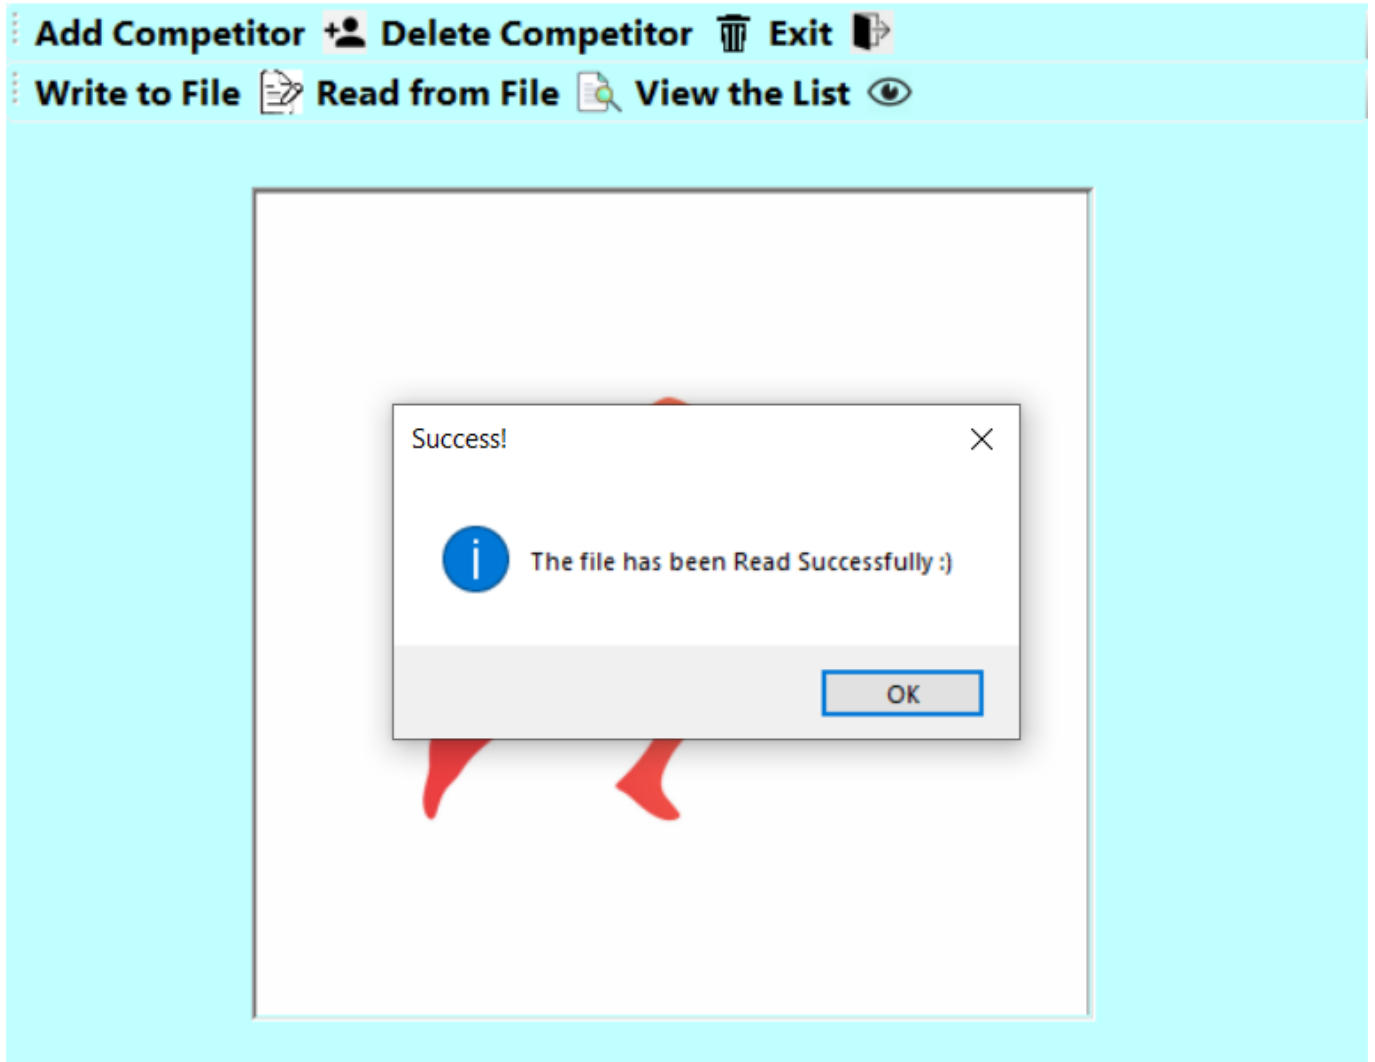 Add Competitor Delete Competitor Exit
Write to File Read from File View the List
Success!
The file has been Read Successfully :)
OK